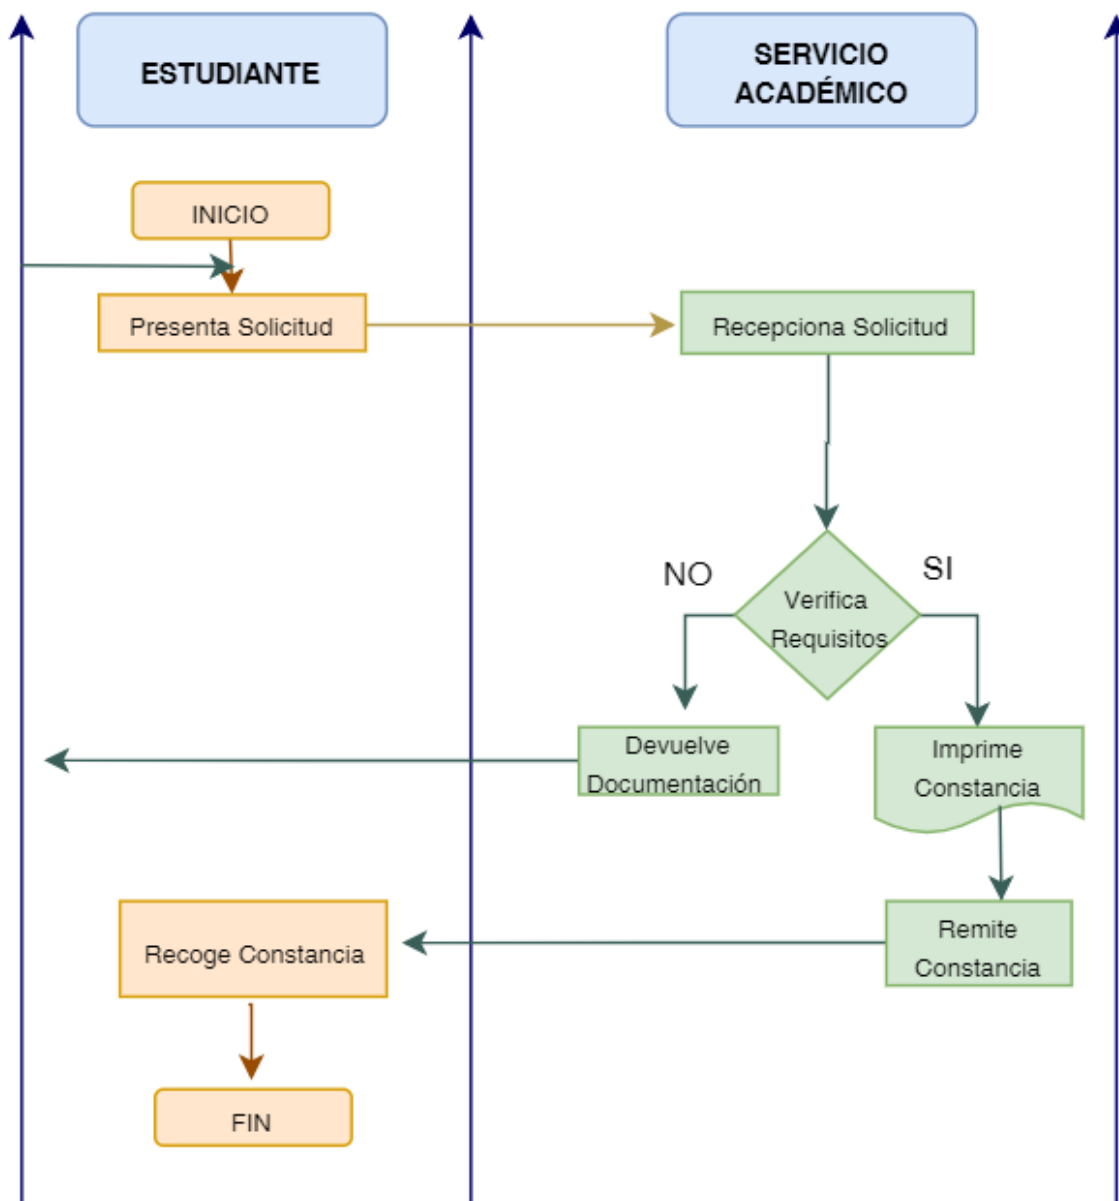 ESTUDIANTE
SERVICIO
ACADÉMICO
INICIO
Presenta Solicitud
Recepciona Solicitud
NO
SI
Verifica
Requisitos
Devuelve
Documentación
Imprime
Constancia
Recoge Constancia
Remite
Constancia
FIN